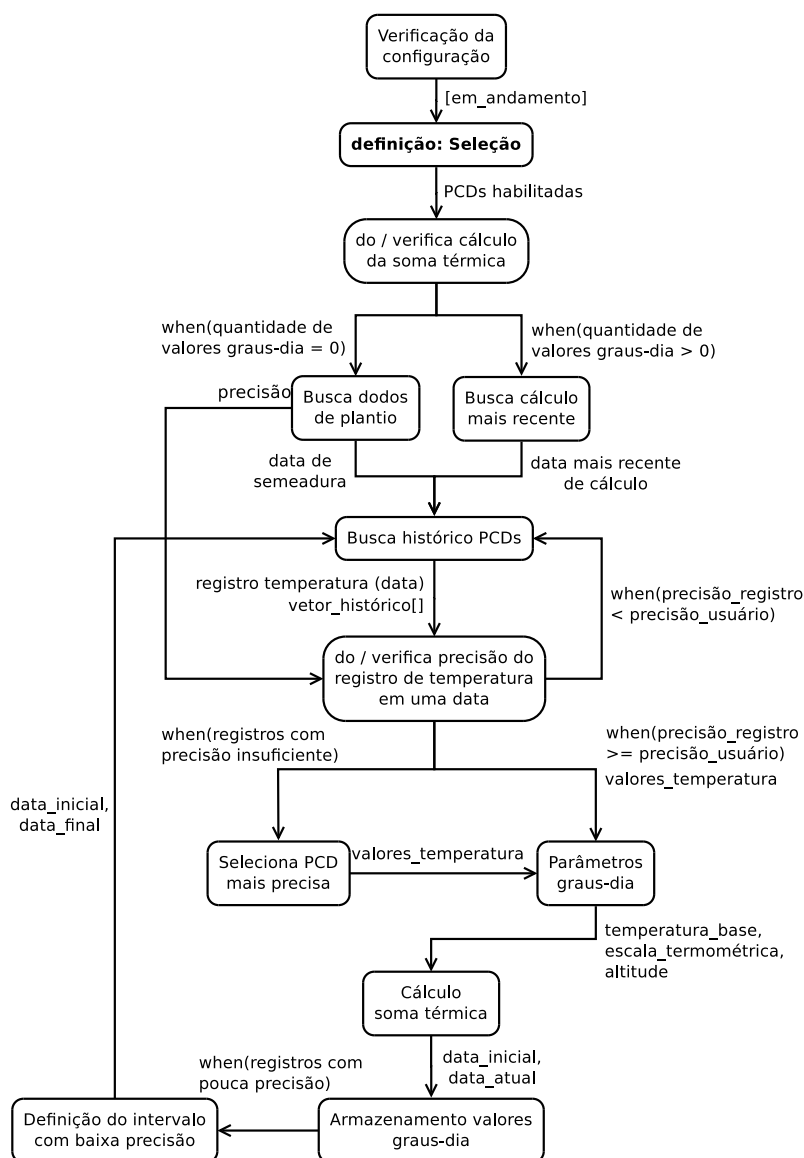 Verificação da
configuração
[em_andamento]
definição: Seleção
PCDs habilitadas
do / verifica cálculo
da soma térmica
when(quantidade de
valores graus-dia = 0)
when(quantidade de
valores graus-dia > 0)
precisão
Busca dodos
de plantio
Busca cálculo
mais recente
data de
semeadura
data mais recente
de cálculo
Busca histórico PCDs
registro temperatura (data)
vetor_histórico[]
when(precisão_registro
< precisão_usuário)
do / verifica precisão do
registro de temperatura
em uma data
when(registros com
precisão insuficiente)
when(precisão_registro
>= precisão_usuário)
valores_temperatura
data_inicial,
data_final
Seleciona PCD
mais precisa
valores_temperatura
Parâmetros
graus-dia
temperatura_base,
escala_termométrica,
altitude
Cálculo
soma térmica
data_inicial,
data_atual
when(registros com
pouca precisão)
Definição do intervalo
com baixa precisão
Armazenamento valores
graus-dia